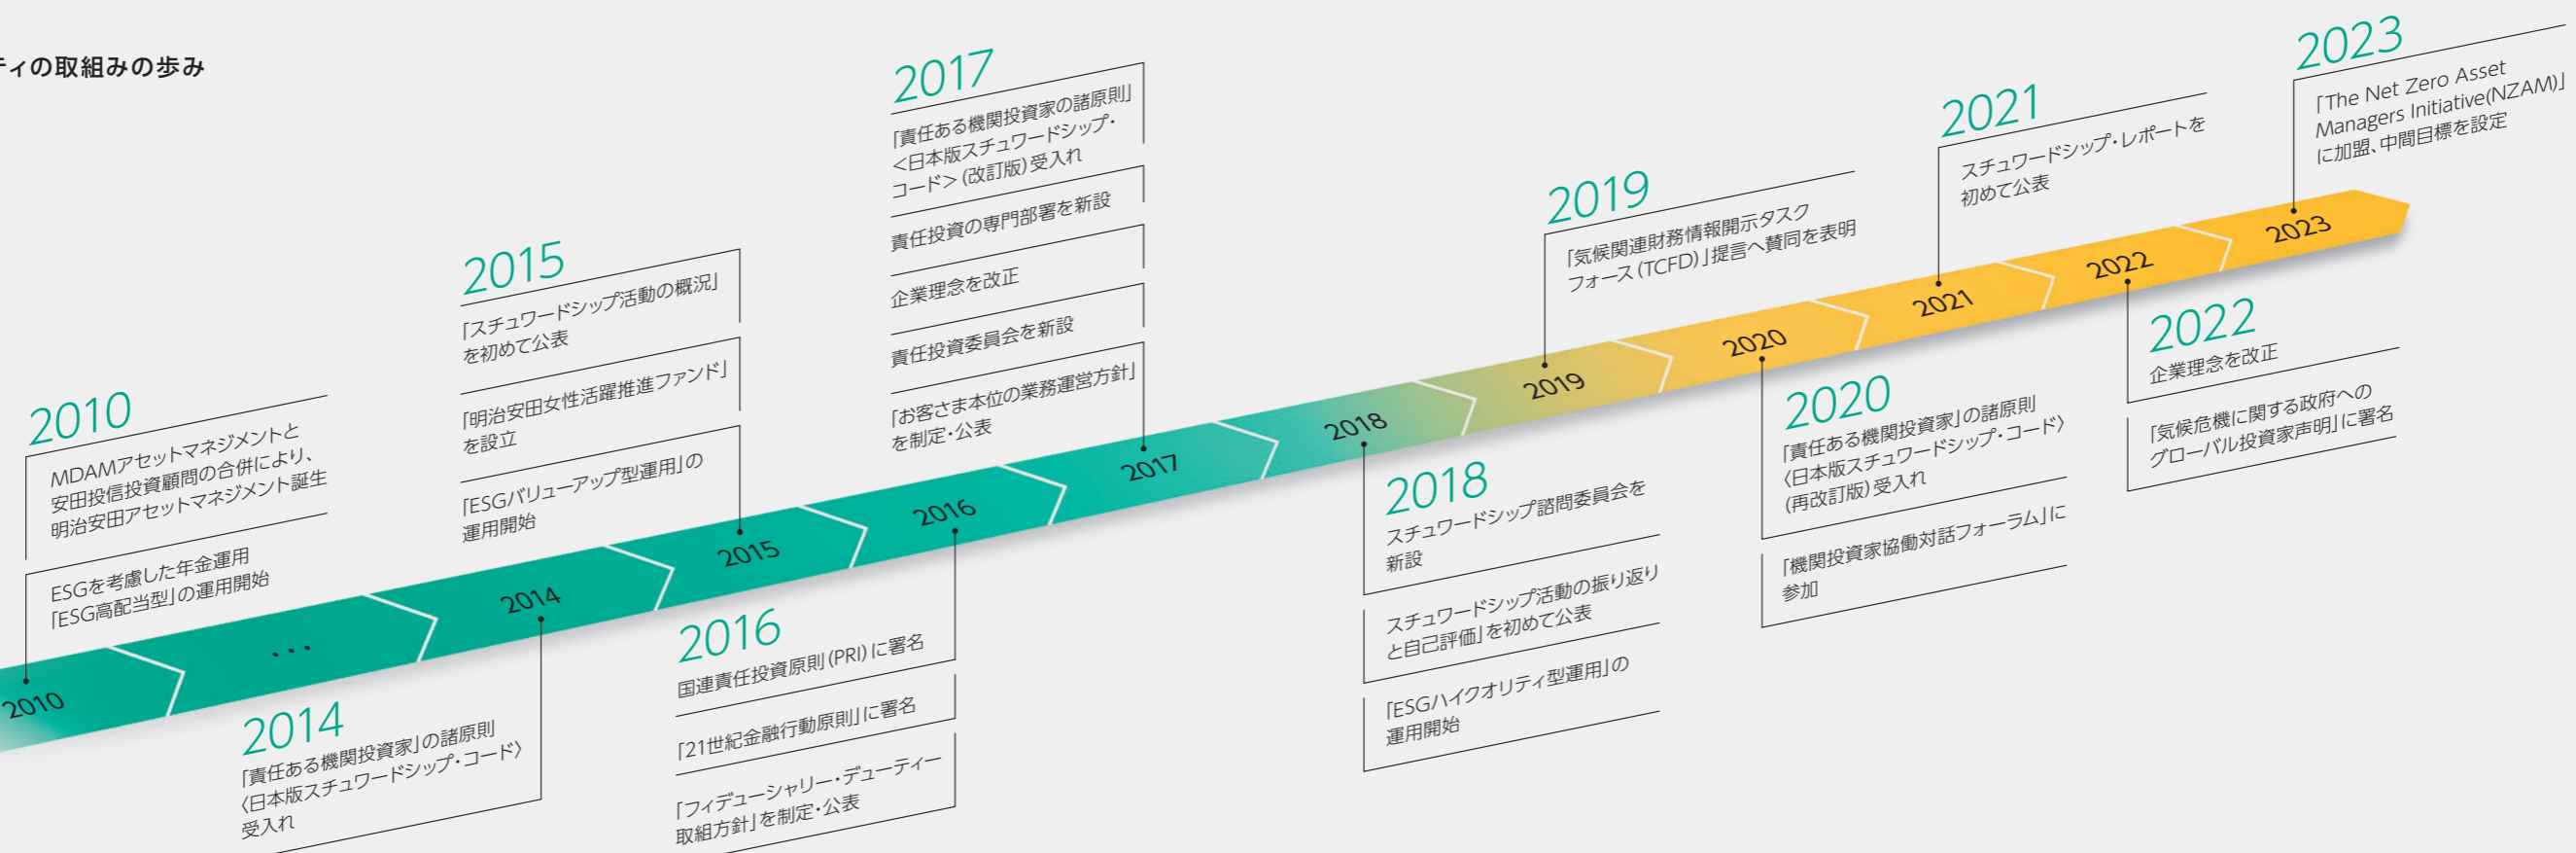 ティの取組みの歩み
2010
MDAMアセットマネジメントと
安田投信投資顧問の合併により、
明治安田アセットマネジメント誕生
ESGを考慮した年金運用
「ESG高配当型」の運用開始
2014
「責任ある機関投資家」の諸原則
〈日本版スチュワードシップ・コード〉
受入れ
2015
「スチュワードシップ活動の概況」
を初めて公表
「明治安田女性活躍推進ファンド」
を設立
「ESGバリューアップ型運用」の
運用開始
2016
国連責任投資原則(PRI)に署名
「21世紀金融行動原則」に署名
「フィデューシャリー・デューティー
取組方針」を制定・公表
2017
「責任ある機関投資家の諸原則」
<日本版スチュワードシップ・
コード>(改訂版)受入れ
責任投資の専門部署を新設
企業理念を改正
責任投資委員会を新設
「お客さま本位の業務運営方針」
を制定・公表
2018
スチュワードシップ諮問委員会を
新設
スチュワードシップ活動の振り返り
と自己評価」を初めて公表
「ESGハイクオリティ型運用」の
運用開始
2019
「気候関連財務情報開示タスク
フォース(TCFD)」提言へ賛同を表明
2020
「責任ある機関投資家」の諸原則
〈日本版スチュワードシップ・コード〉
(再改訂版)受入れ
「機関投資家協働対話フォーラム」に
参加
2021
スチュワードシップ・レポートを
初めて公表
2022
企業理念を改正
「気候危機に関する政府への
グローバル投資家声明」に署名
2023
「The Net Zero Asset
Managers Initiative(NZAM)」
に加盟、中間目標を設定
2010
...
2014
2015
2016
2017
2018
2019
2020
2021
2022
2023